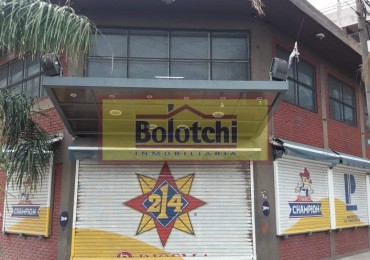 Bolotchi
INMOBILIARIA
214
CHAMPION
CHAMPION
P